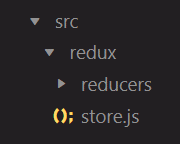 src
redux
reducers
(); store.js